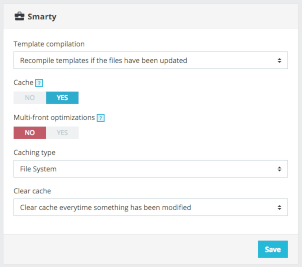 Smarty
Template compilation
Recompile templates if the files have been updated
Cache ?
NO YES
Multi-front optimizations ?
NO YES
Caching type
File System
Clear cache
Clear cache everytime something has been modified
Save